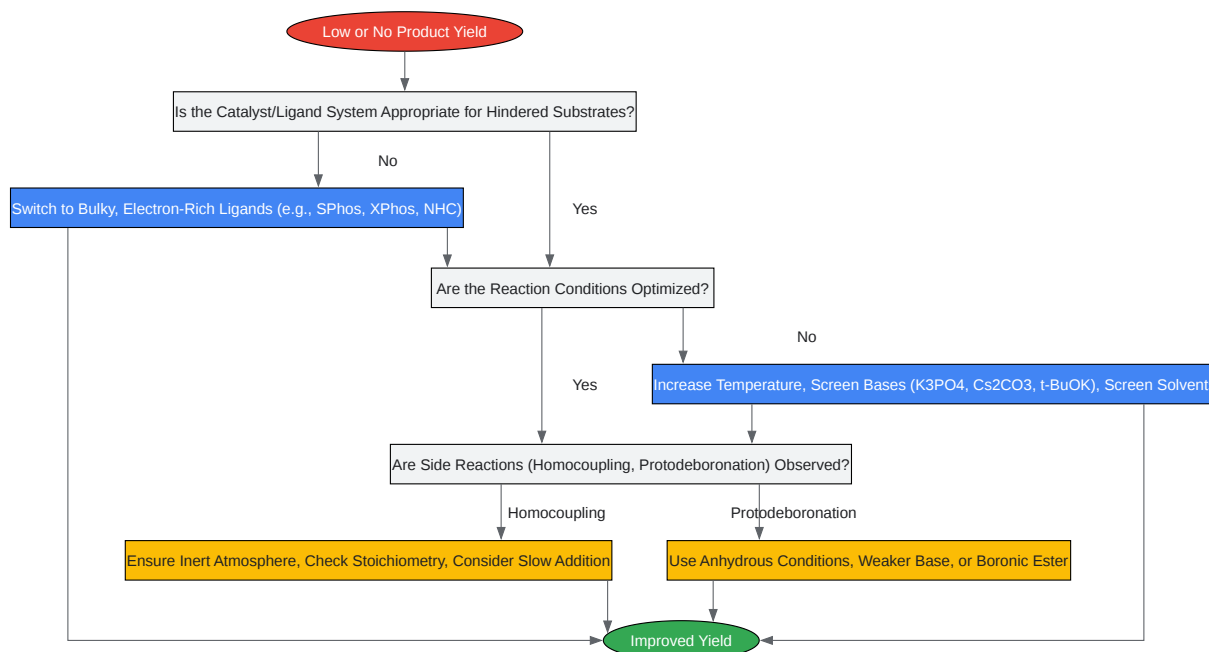 Low or No Product Yield
Is the Catalyst/Ligand System Appropriate for Hindered Substrates?
No
Switch to Bulky, Electron-Rich Ligands (e.g., SPhos, XPhos, NHC)
Yes
Are the Reaction Conditions Optimized?
No
Increase Temperature, Screen Bases (K3PO4, Cs2CO3, t-BuOK), Screen Solvent
Yes
Are Side Reactions (Homocoupling, Protodeboronation) Observed?
Homocoupling
Protodeboronation
Ensure Inert Atmosphere, Check Stoichiometry, Consider Slow Addition
Use Anhydrous Conditions, Weaker Base, or Boronic Ester
Improved Yield